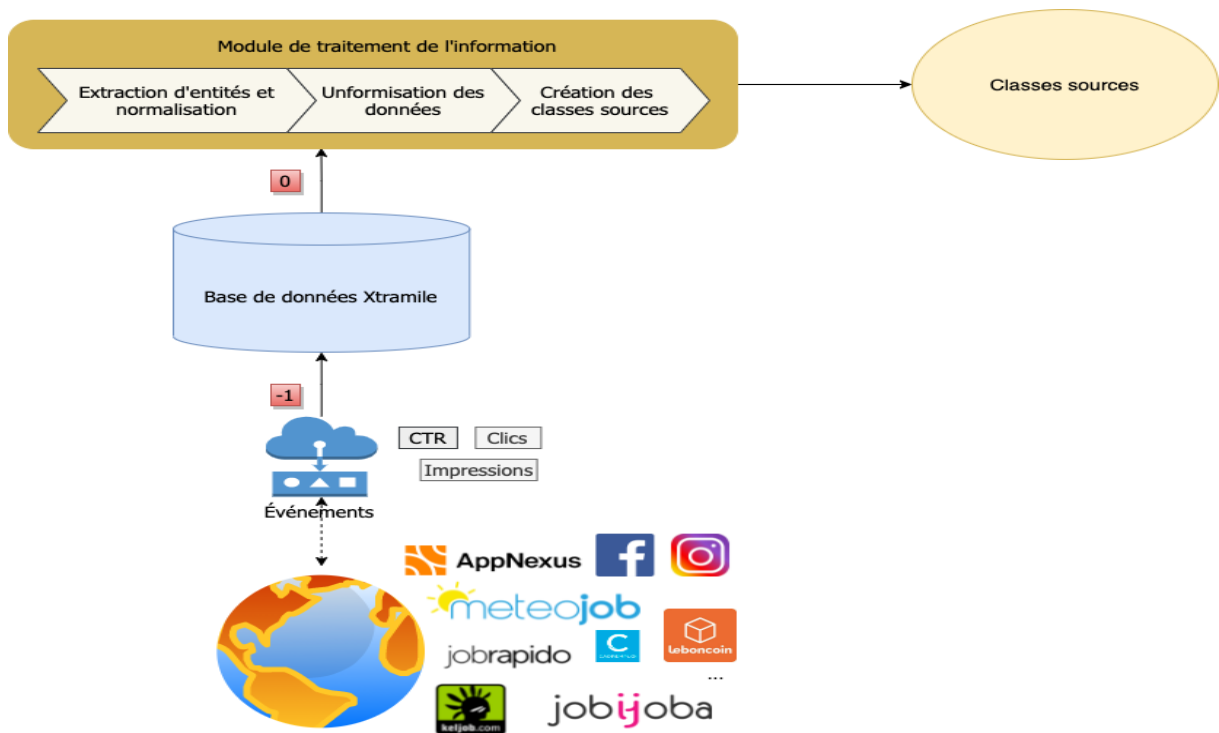 Module de traitement de l'information
Extraction d'entités et
normalisation
Unformisation des
données
Création des
classes sources
Classes sources
0
Base de données Xtramile
-1
CTR
Clics
Impressions
Événements
AppNexus
meteojob
jobrapido
C
leboncoin
...
keljob.com
jobijoba